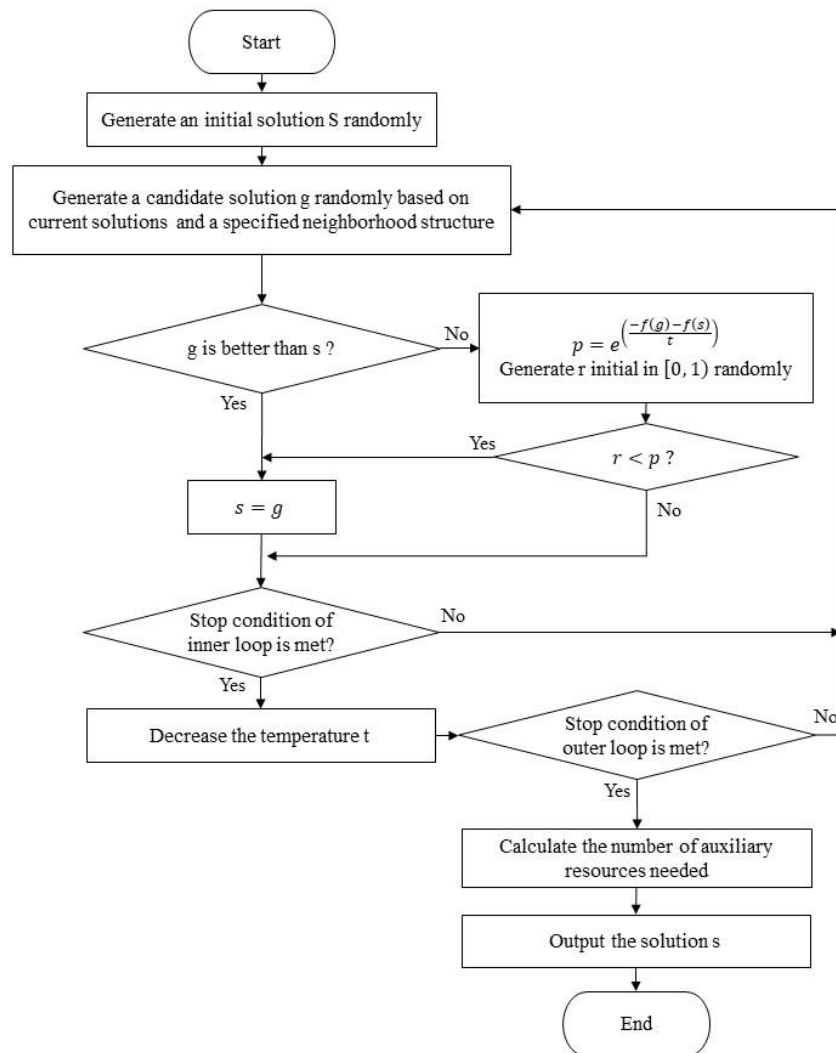 Start
Generate an initial solution S randomly
Generate a candidate solution g randomly based on
current solutions and a specified neighborhood structure
g is better than s ?
No
p = e^((-f(g)-f(s))/t)
Generate r initial in [0, 1) randomly
Yes
Yes
r < p ?
s = g
No
Stop condition of
inner loop is met?
No
Yes
Decrease the temperature t
Stop condition of
outer loop is met?
No
Yes
Calculate the number of auxiliary
resources needed
Output the solution s
End